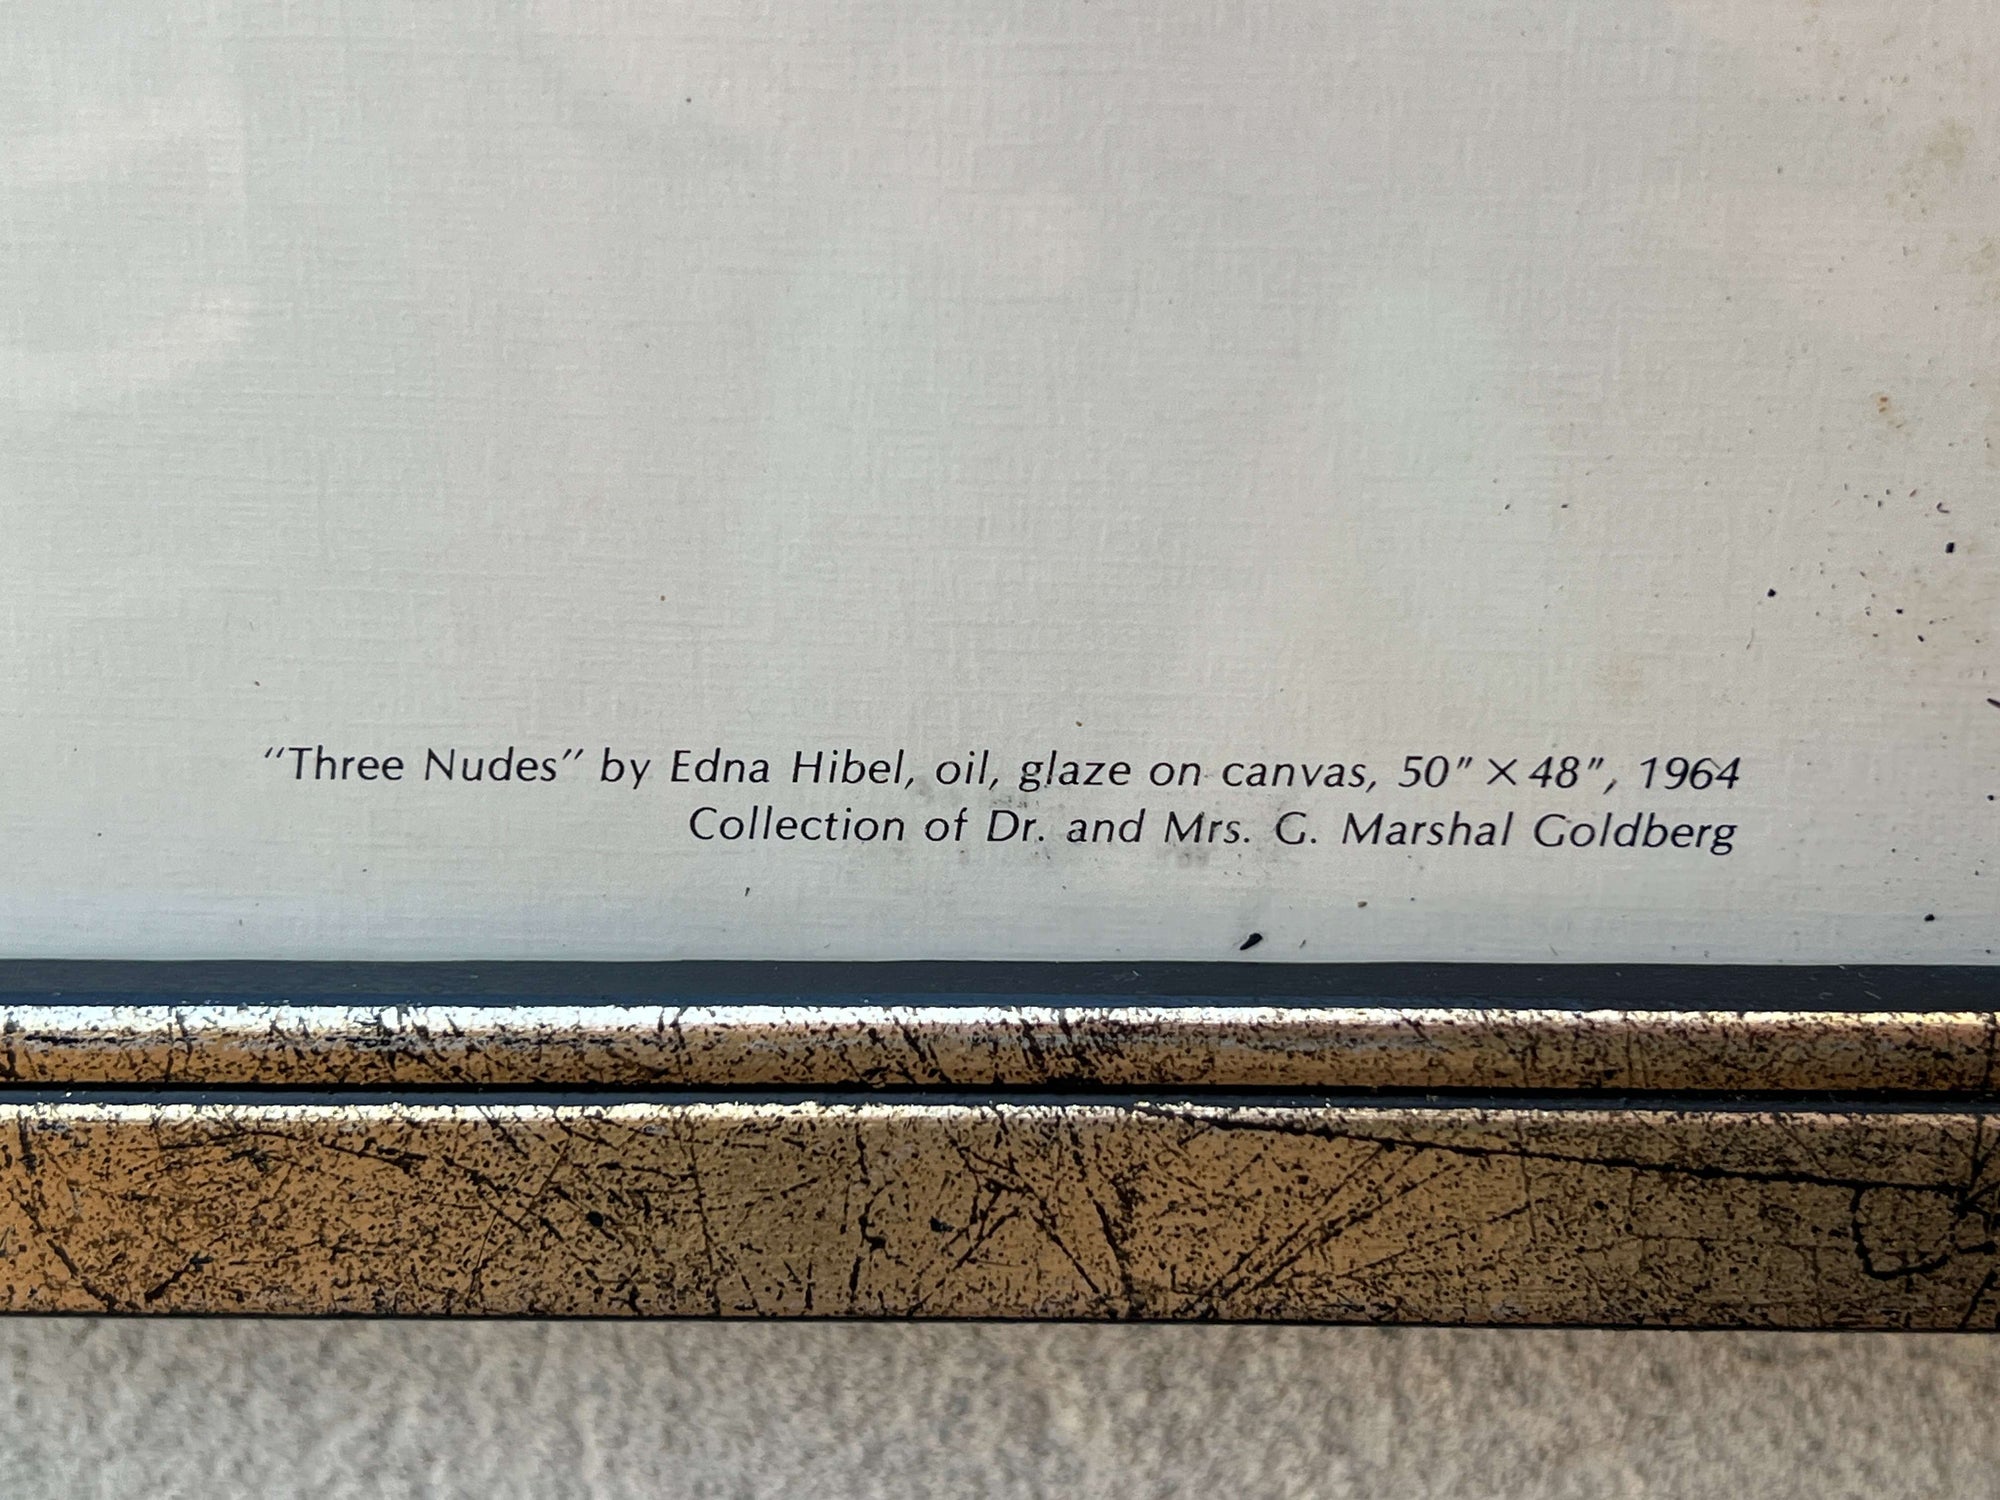 “Three Nudes” by Edna Hibel, oil, glaze on canvas, 50” × 48”, 1964
Collection of Dr. and Mrs. G. Marshal Goldberg